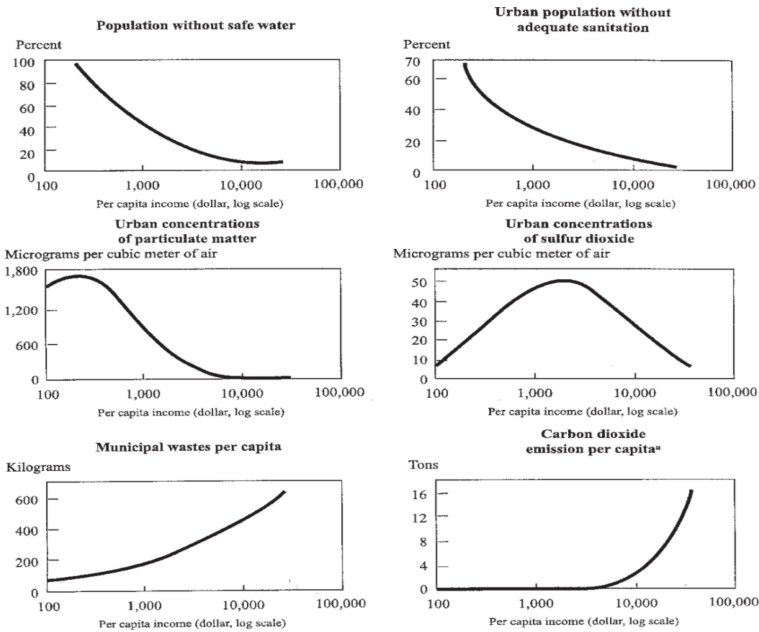 Population without safe water
Percent
100
80
60
40
20
0
100 1,000 10,000 100,000
Per capita income (dollar, log scale)
Urban population without
adequate sanitation
Percent
70
60
40
20
0
100 1,000 10,000 100,000
Per capita income (dollar, log scale)
Urban concentrations
of particulate matter
Micrograms per cubic meter of air
1,800
1,200
600
0
100 1,000 10,000 100,000
Per capita income (dollar, log scale)
Urban concentrations
of sulfur dioxide
Micrograms per cubic meter of air
50
40
30
20
10
0
100 1,000 10,000 100,000
Per capita income (dollar, log scale)
Municipal wastes per capita
Kilograms
600
400
200
0
100 1,000 10,000 100,000
Per capita income (dollar, log scale)
Carbon dioxide
emission per capitaᵃ
Tons
16
12
8
4
0
100 1,000 10,000 100,000
Per capita income (dollar, log scale)